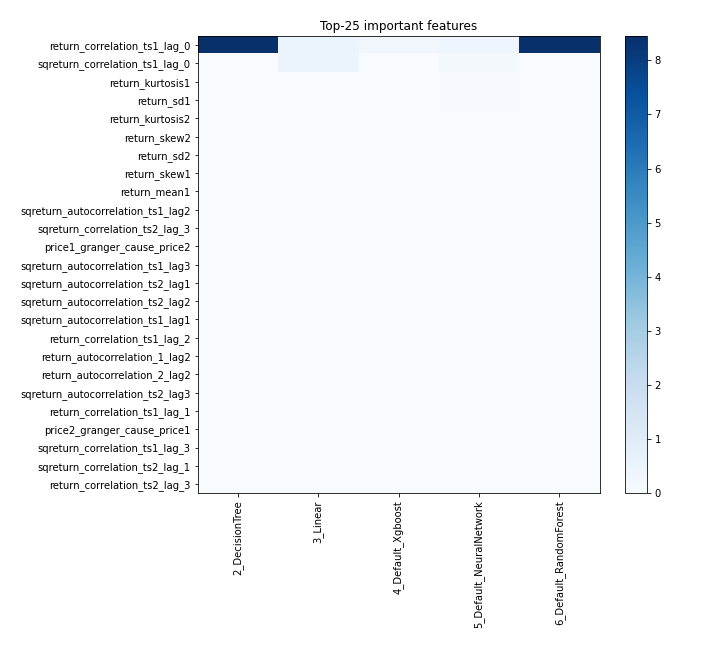 Top-25 important features
return_correlation_ts1_lag_0
sqreturn_correlation_ts1_lag_0
return_kurtosis1
return_sd1
return_kurtosis2
return_skew2
return_sd2
return_skew1
return_mean1
sqreturn_autocorrelation_ts1_lag2
sqreturn_correlation_ts2_lag_3
price1_granger_cause_price2
sqreturn_autocorrelation_ts1_lag3
sqreturn_autocorrelation_ts2_lag1
sqreturn_autocorrelation_ts2_lag2
sqreturn_autocorrelation_ts1_lag1
return_correlation_ts1_lag_2
return_autocorrelation_1_lag2
return_autocorrelation_2_lag2
sqreturn_autocorrelation_ts2_lag3
return_correlation_ts1_lag_1
price2_granger_cause_price1
sqreturn_correlation_ts1_lag_3
sqreturn_correlation_ts2_lag_1
return_correlation_ts2_lag_3
2_DecisionTree
3_Linear
4_Default_Xgboost
5_Default_NeuralNetwork
6_Default_RandomForest
8
7
6
5
4
3
2
1
0